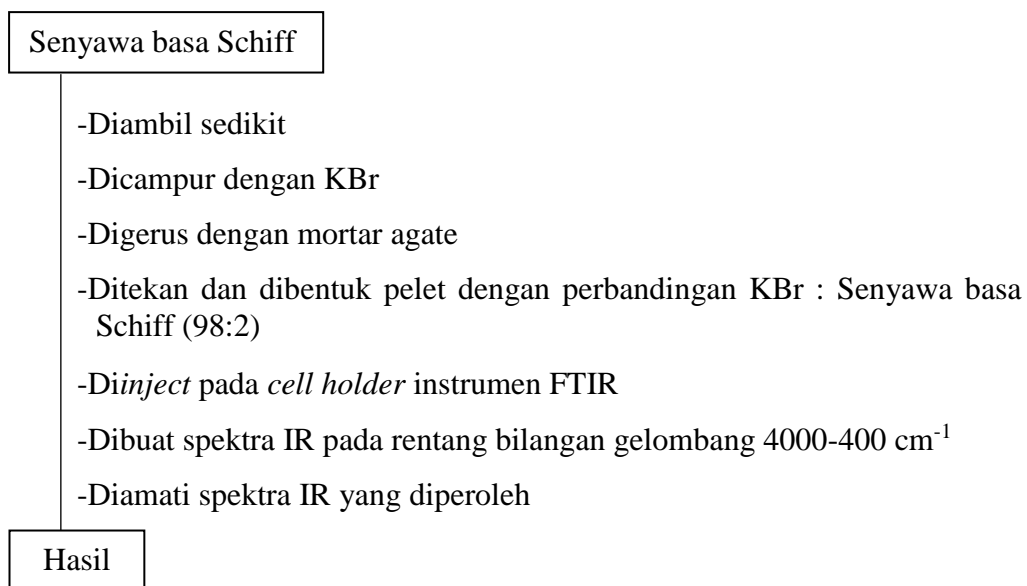 Senyawa basa Schiff
-Diambil sedikit
-Dicampur dengan KBr
-Digerus dengan mortar agate
-Ditekan dan dibentuk pelet dengan perbandingan KBr : Senyawa basa
Schiff (98:2)
-Diinject pada cell holder instrumen FTIR
-Dibuat spektra IR pada rentang bilangan gelombang 4000-400 cm⁻¹
-Diamati spektra IR yang diperoleh
Hasil